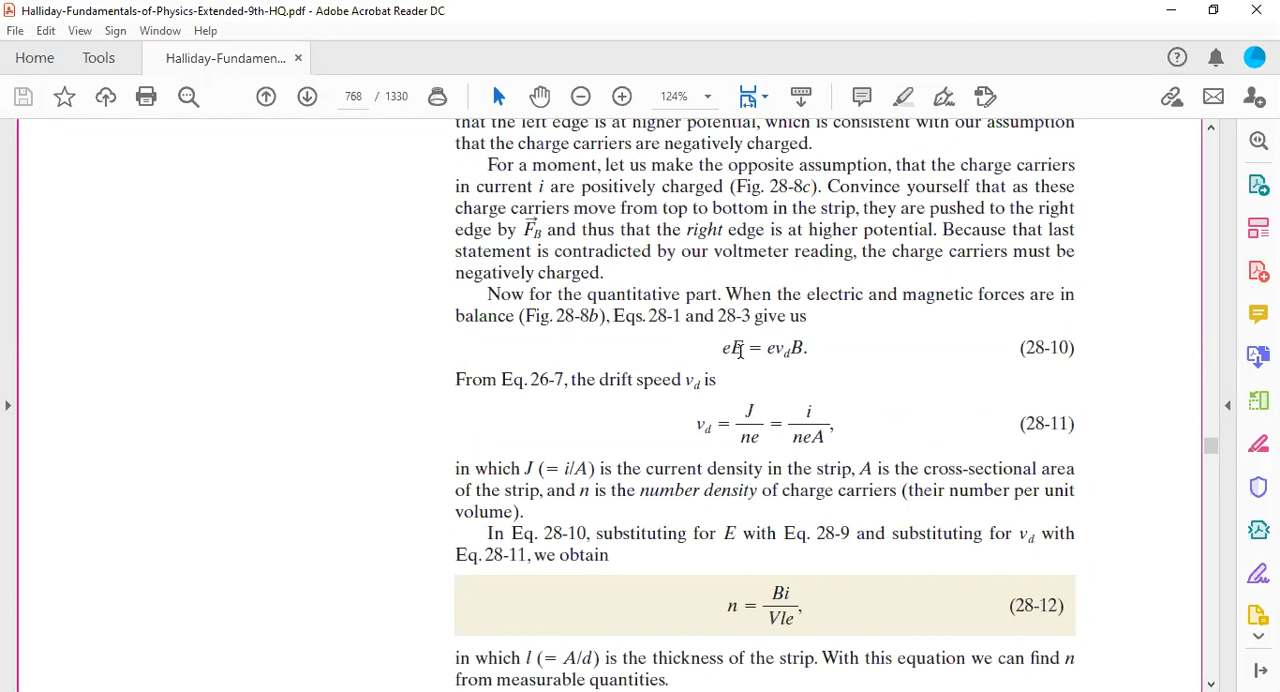 Halliday-Fundamentals-of-Physics-Extended-9th-HQ.pdf - Adobe Acrobat Reader DC
File Edit View Sign Window Help
Home Tools Halliday-Fundamen... ×
768 / 1330 124%
that the left edge is at higher potential, which is consistent with our assumption
that the charge carriers are negatively charged.
For a moment, let us make the opposite assumption, that the charge carriers
in current i are positively charged (Fig. 28-8c). Convince yourself that as these
charge carriers move from top to bottom in the strip, they are pushed to the right
edge by F⃗_B and thus that the right edge is at higher potential. Because that last
statement is contradicted by our voltmeter reading, the charge carriers must be
negatively charged.
Now for the quantitative part. When the electric and magnetic forces are in
balance (Fig. 28-8b), Eqs. 28-1 and 28-3 give us
eE = ev_dB. (28-10)
From Eq. 26-7, the drift speed v_d is
v_d = J/ne = i/neA, (28-11)
in which J (= i/A) is the current density in the strip, A is the cross-sectional area
of the strip, and n is the number density of charge carriers (their number per unit
volume).
In Eq. 28-10, substituting for E with Eq. 28-9 and substituting for v_d with
Eq. 28-11, we obtain
n = Bi/Vle, (28-12)
in which l (= A/d) is the thickness of the strip. With this equation we can find n
from measurable quantities.